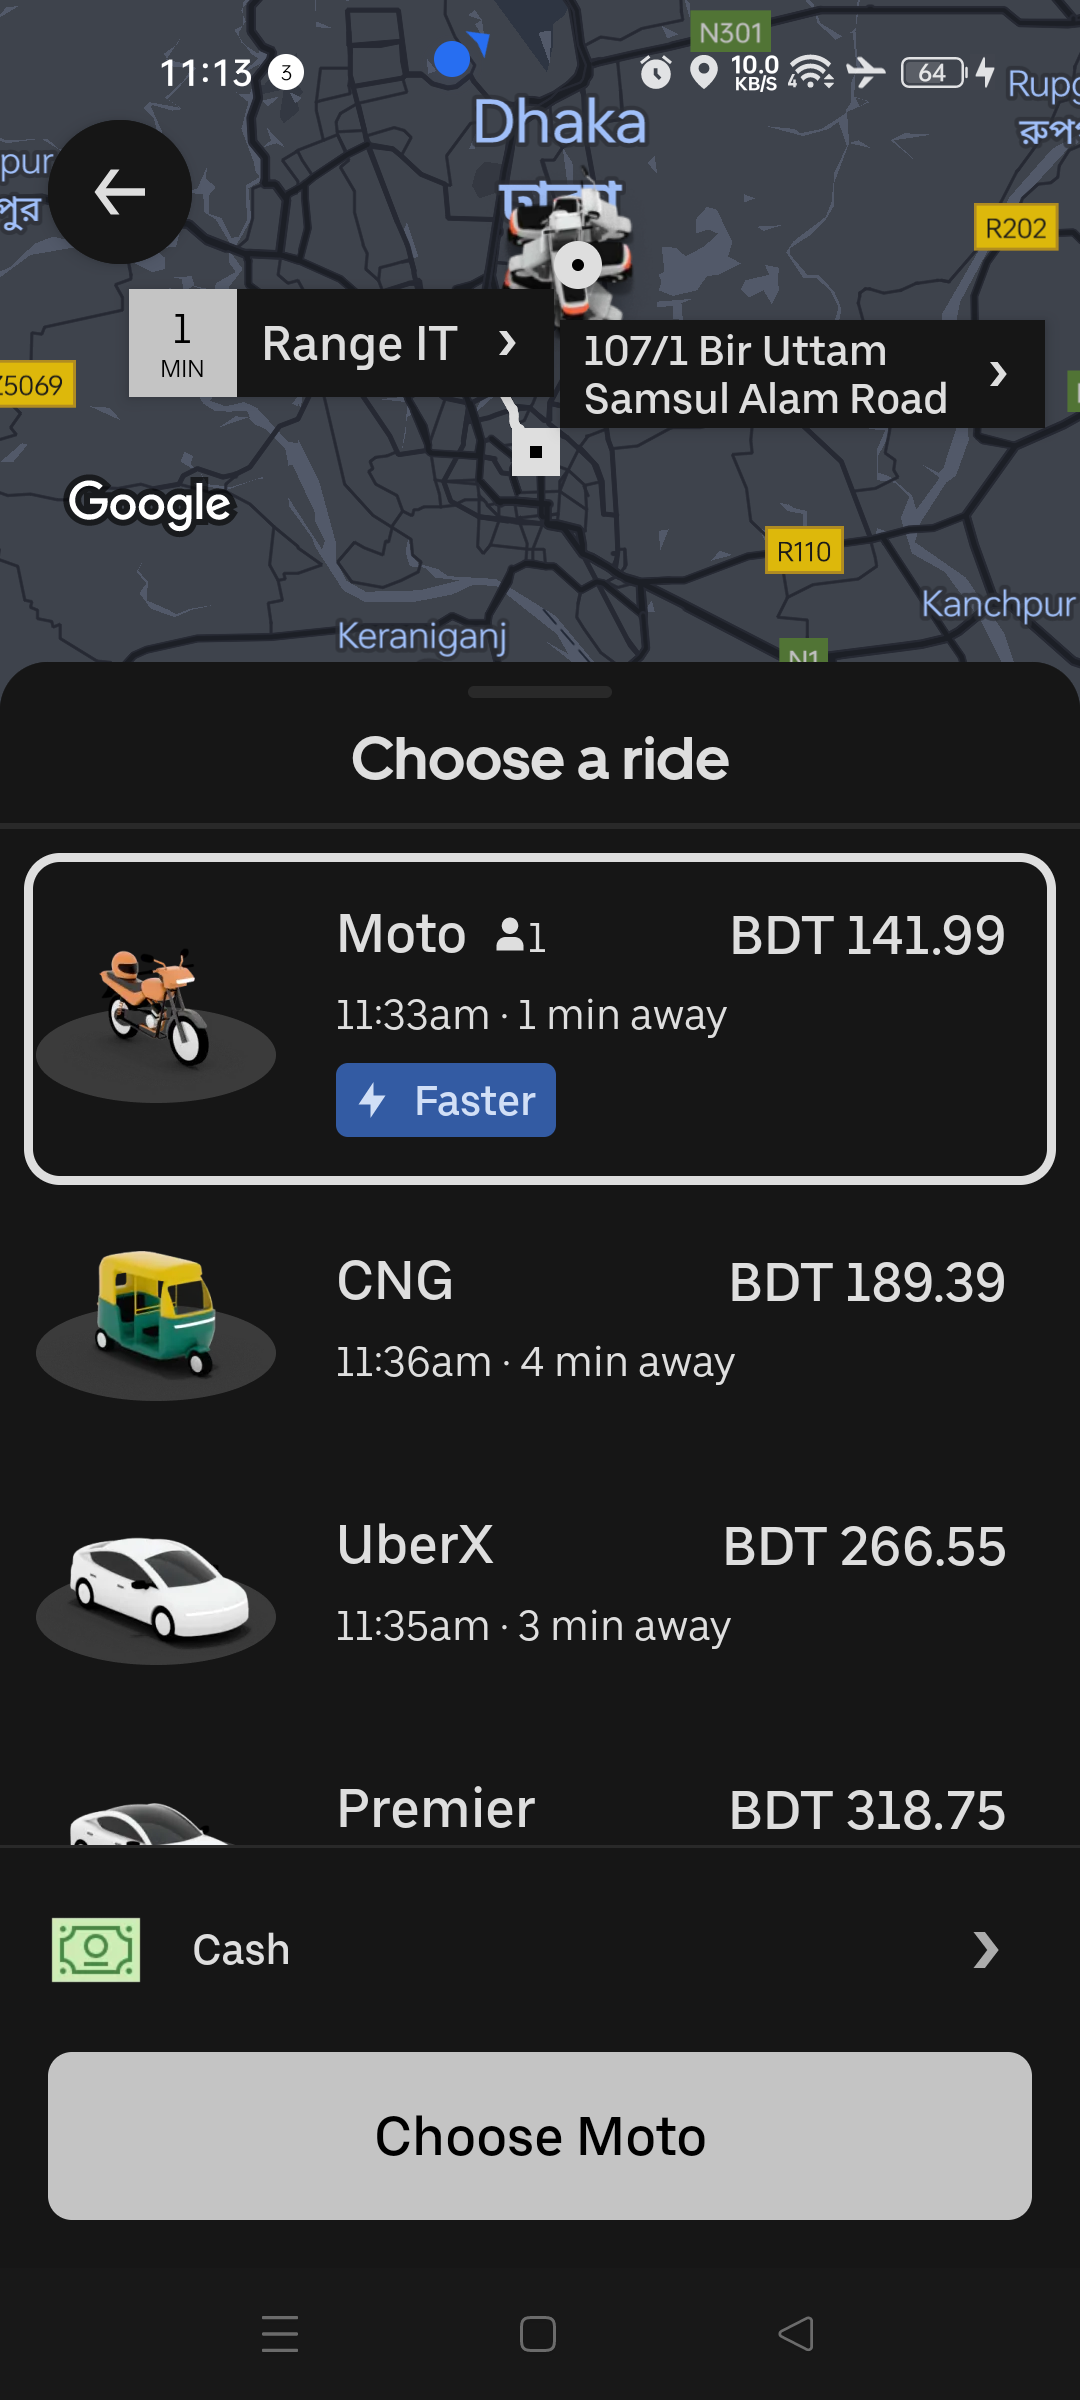 N301
11:13 3
10.0
KB/S
4
64
Dhaka
R202
1
MIN
Range IT
107/1 Bir Uttam
Samsul Alam Road
Google
R110
Kanchpur
Keraniganj
N1
Choose a ride
Moto 1 BDT 141.99
11:33am · 1 min away
Faster
CNG BDT 189.39
11:36am · 4 min away
UberX BDT 266.55
11:35am · 3 min away
Premier BDT 318.75
Cash
Choose Moto